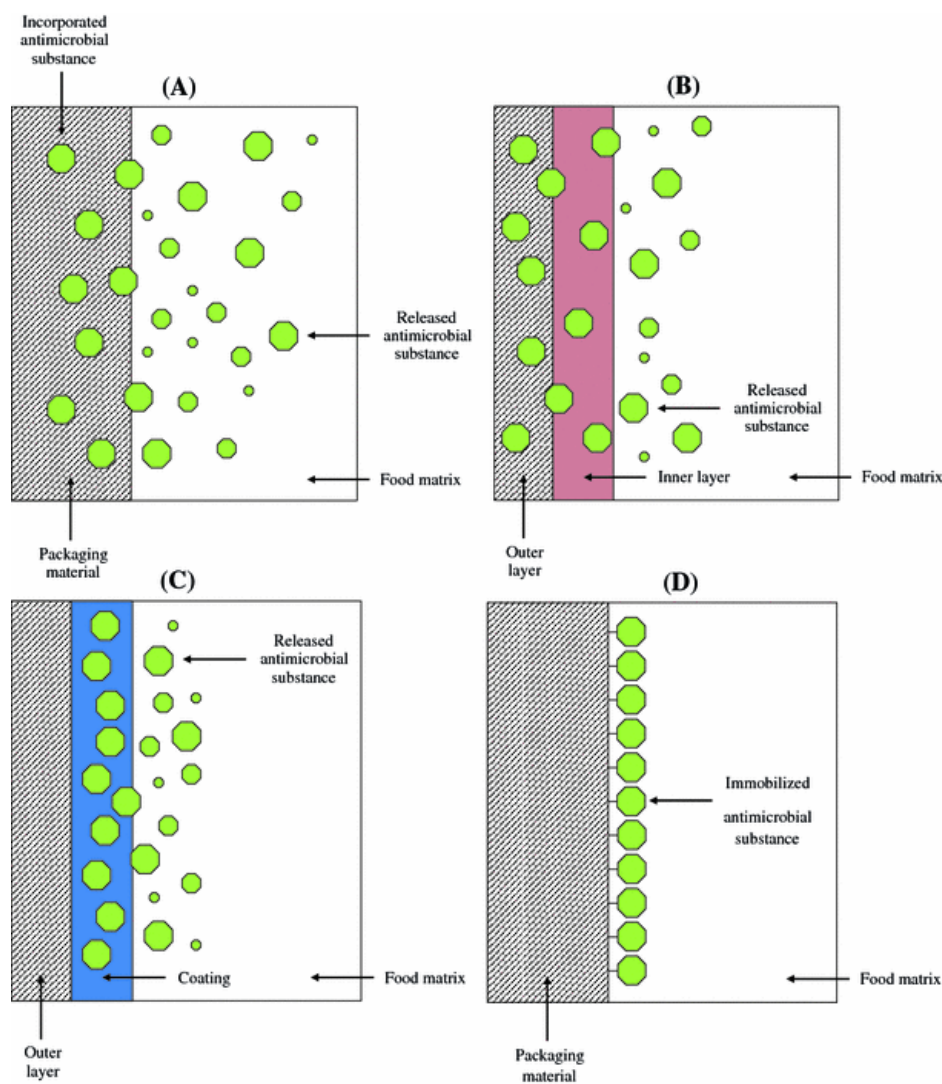 Incorporated
antimicrobial
substance
(A)
Released
antimicrobial
substance
Food matrix
Packaging
material
(B)
Released
antimicrobial
substance
Inner layer
Food matrix
Outer
layer
(C)
Released
antimicrobial
substance
Coating
Food matrix
Outer
layer
(D)
Immobilized
antimicrobial
substance
Food matrix
Packaging
material